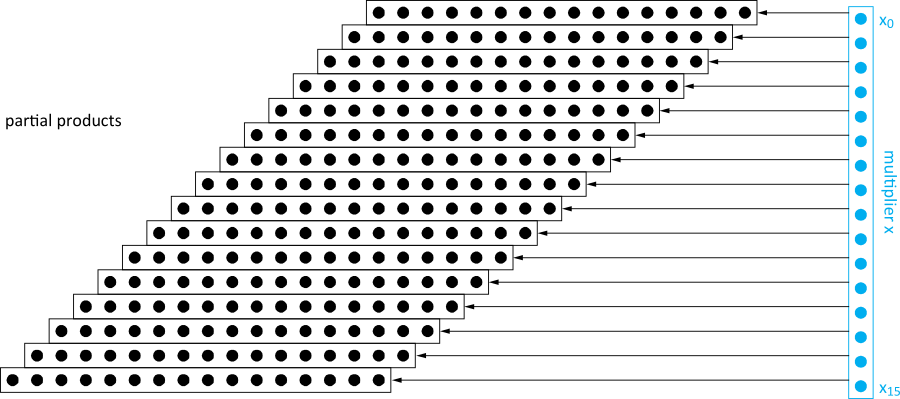 x0
partial products
multiplier x
x15